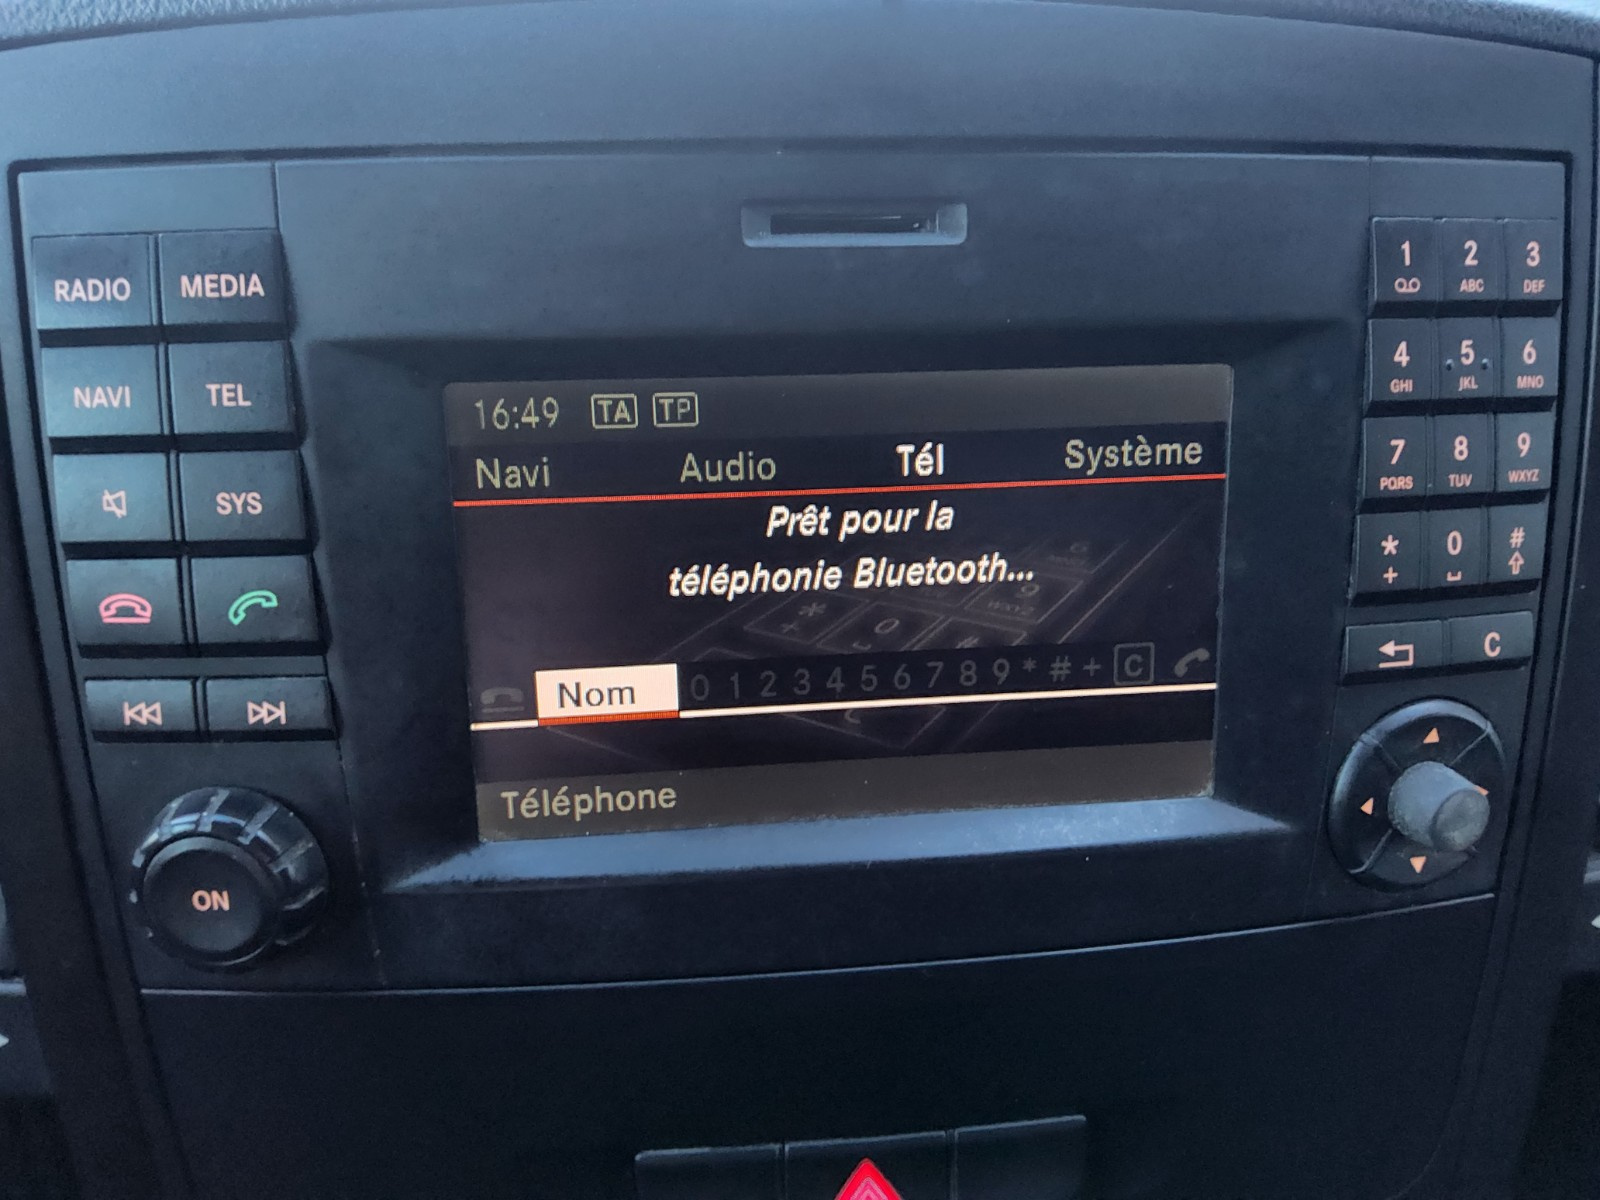 RADIO MEDIA
NAVI TEL
SYS
ON
16:49 TA TP
Navi Audio Tél Système
Prêt pour la
téléphonie Bluetooth...
Nom 0 1 2 3 4 5 6 7 8 9 * # + C
Téléphone
1 2 3
ABC DEF
4 5 6
GHI JKL MNO
7 8 9
PQRS TUV WXYZ
* 0 #
+
C